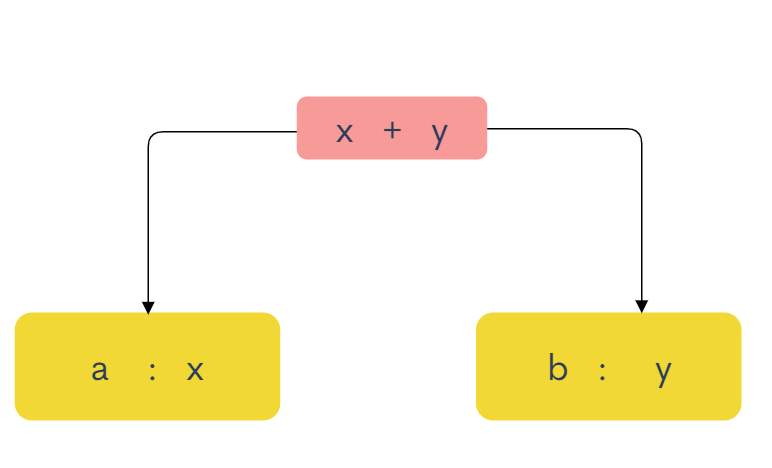 x + y
a : x
b : y